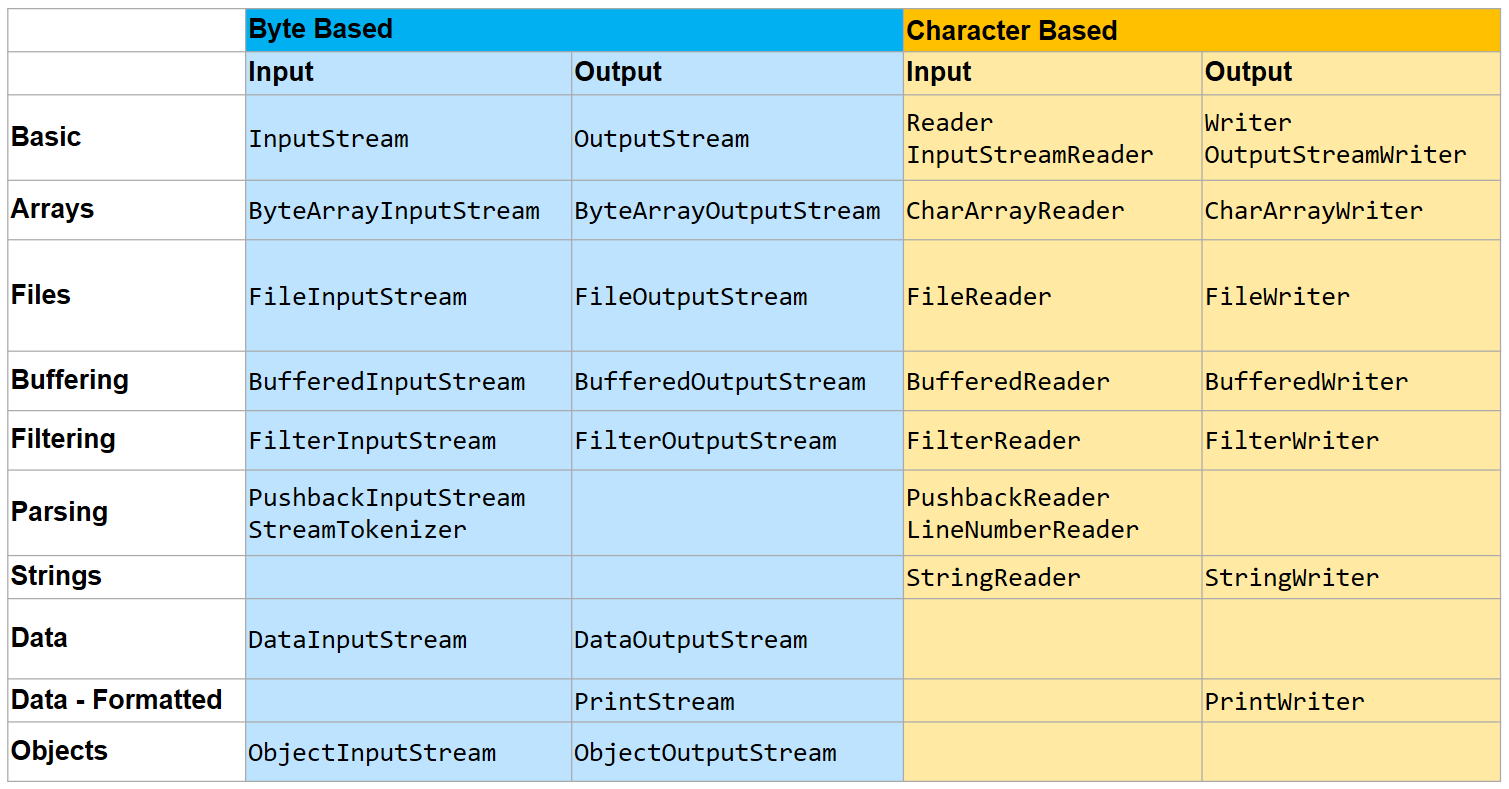 Byte Based Character Based
Input Output Input Output
Basic InputStream OutputStream Reader Writer
InputStreamReader OutputStreamWriter
Arrays ByteArrayInputStream ByteArrayOutputStream CharArrayReader CharArrayWriter
Files FileInputStream FileOutputStream FileReader FileWriter
Buffering BufferedInputStream BufferedOutputStream BufferedReader BufferedWriter
Filtering FilterInputStream FilterOutputStream FilterReader FilterWriter
Parsing PushbackInputStream PushbackReader
StreamTokenizer LineNumberReader
Strings StringReader StringWriter
Data DataInputStream DataOutputStream
Data - Formatted PrintStream PrintWriter
Objects ObjectInputStream ObjectOutputStream